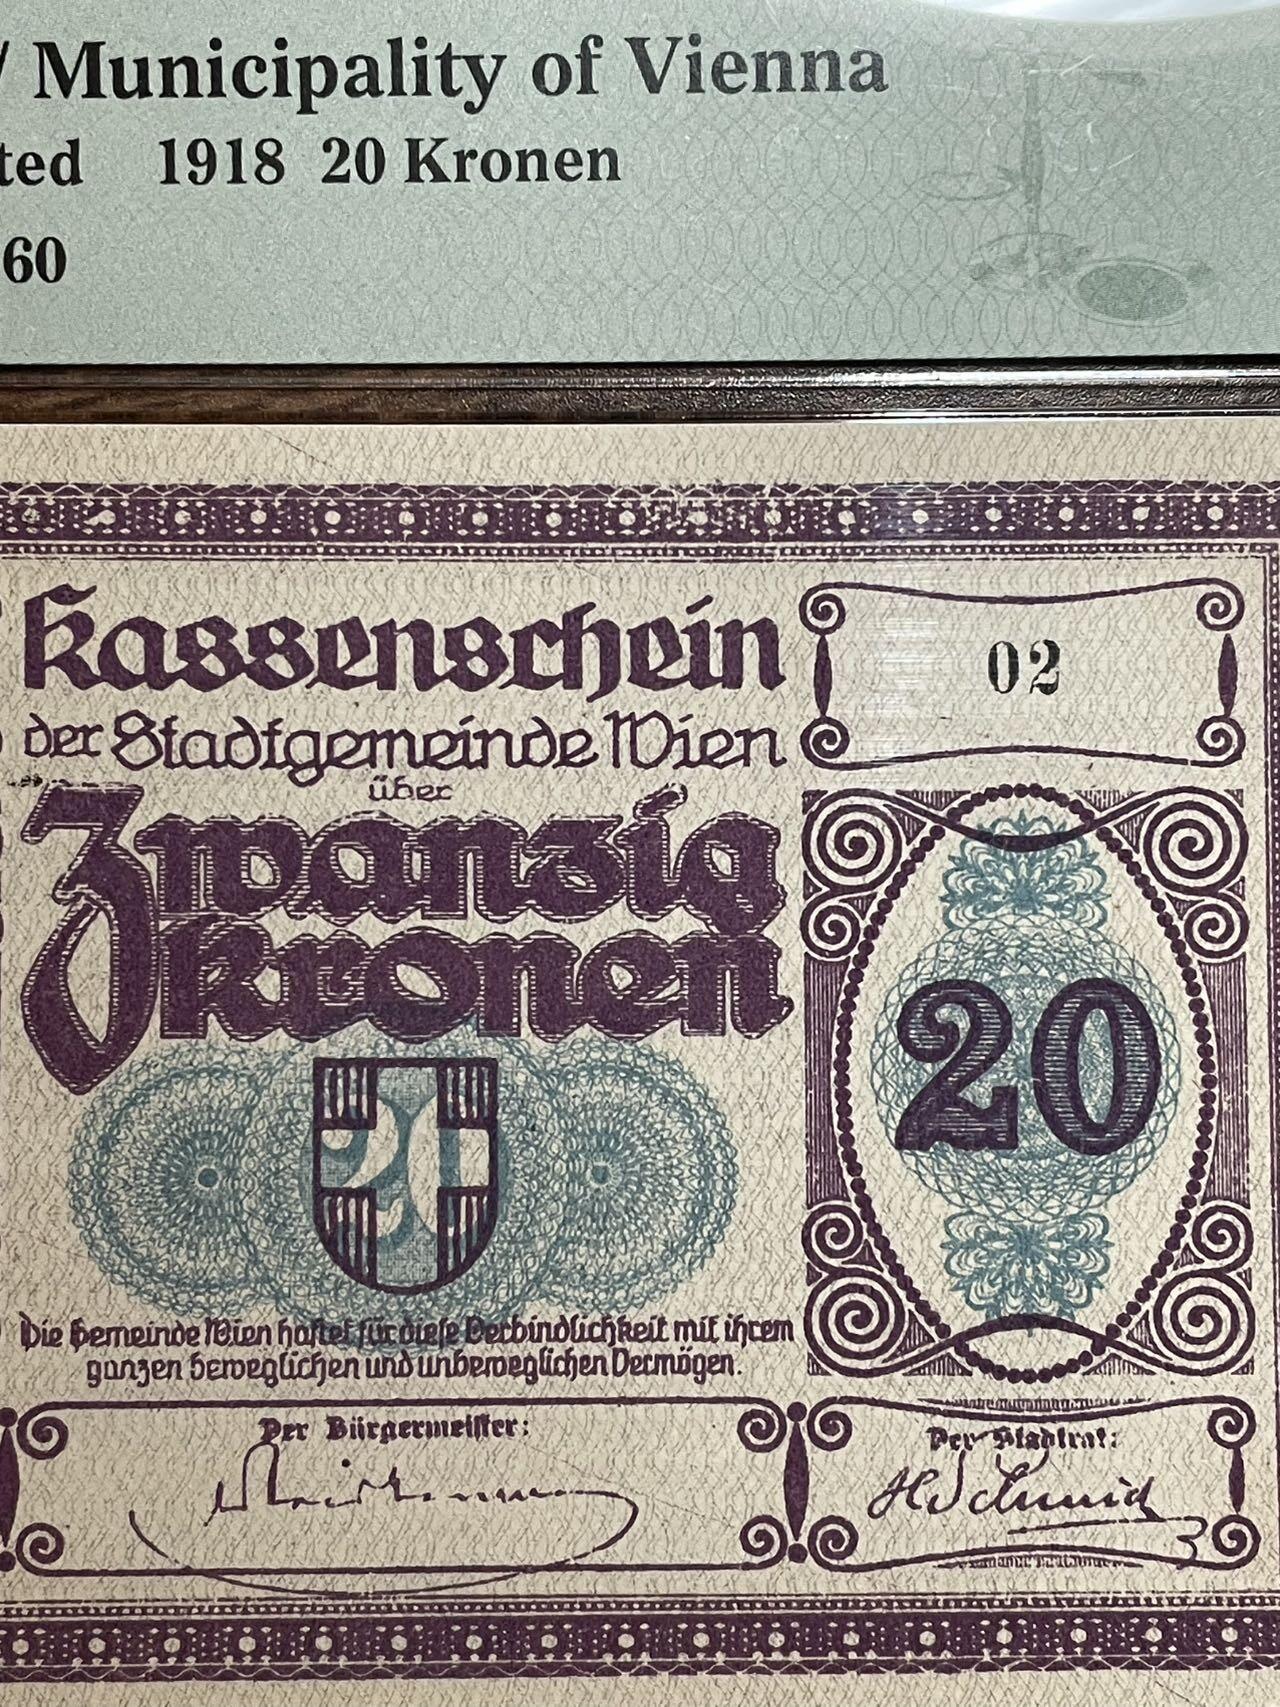 / Municipality of Vienna
ted 1918 20 Kronen
60
Kassenschein
02
der Stadtgemeinde Wien
über
Zwanzig
Kronen
20
20
Die Gemeinde Wien haftet für diese Verbindlichkeit mit ihrem
ganzen beweglichen und unbeweglichen Vermögen.
Der Bürgermeister:
Der Stadtrat: